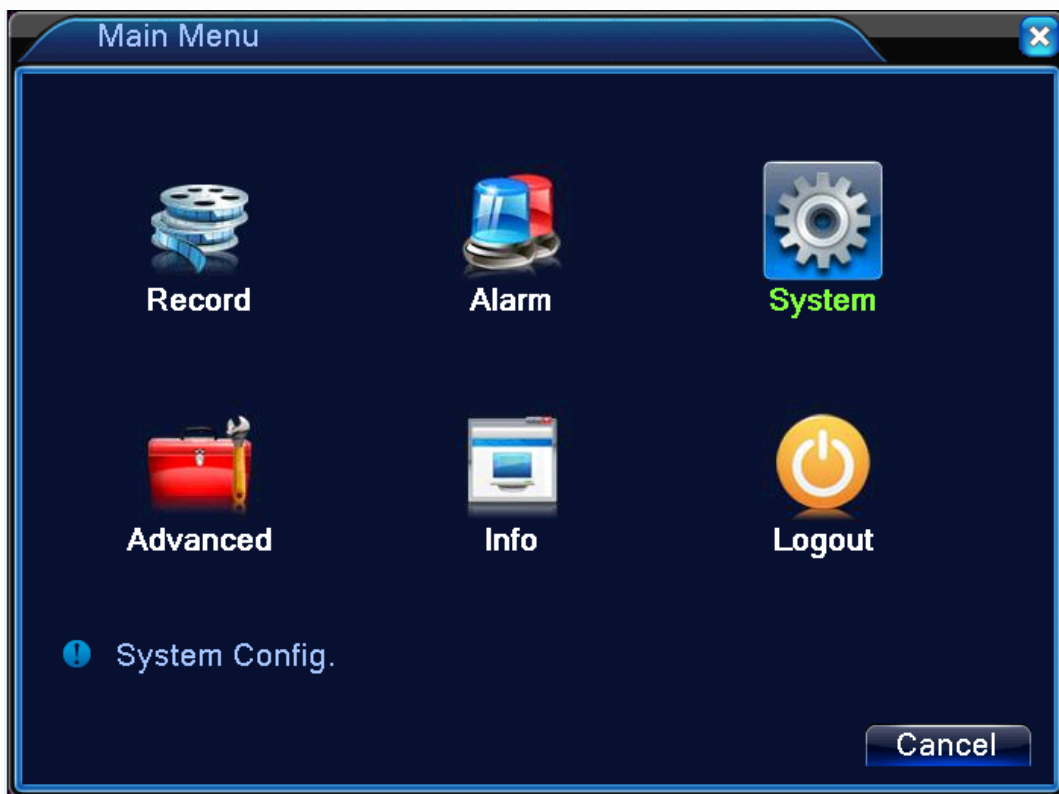 Main Menu
Record
Alarm
System
Advanced
Info
Logout
System Config.
Cancel